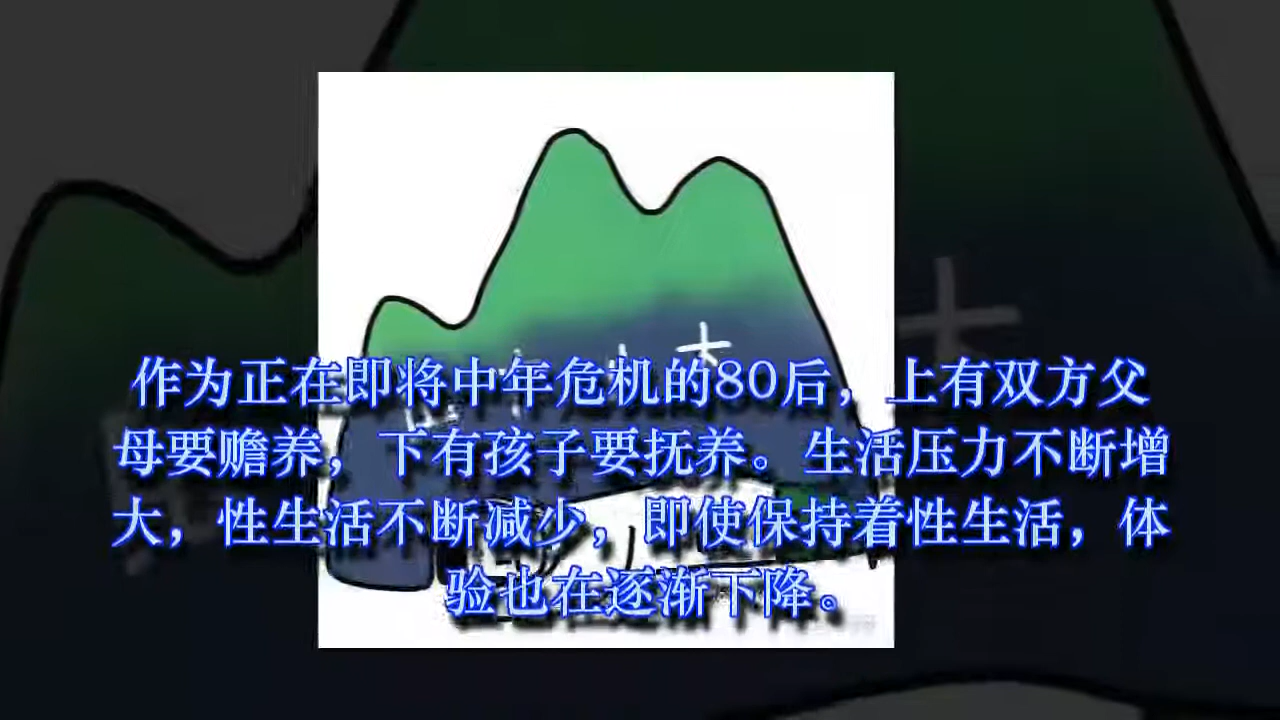 作为正在即将中年危机的80后，上有双方父
母要赡养，下有孩子要抚养。生活压力不断增
大，性生活不断减少，即使保持着性生活，体
验也在逐渐下降。